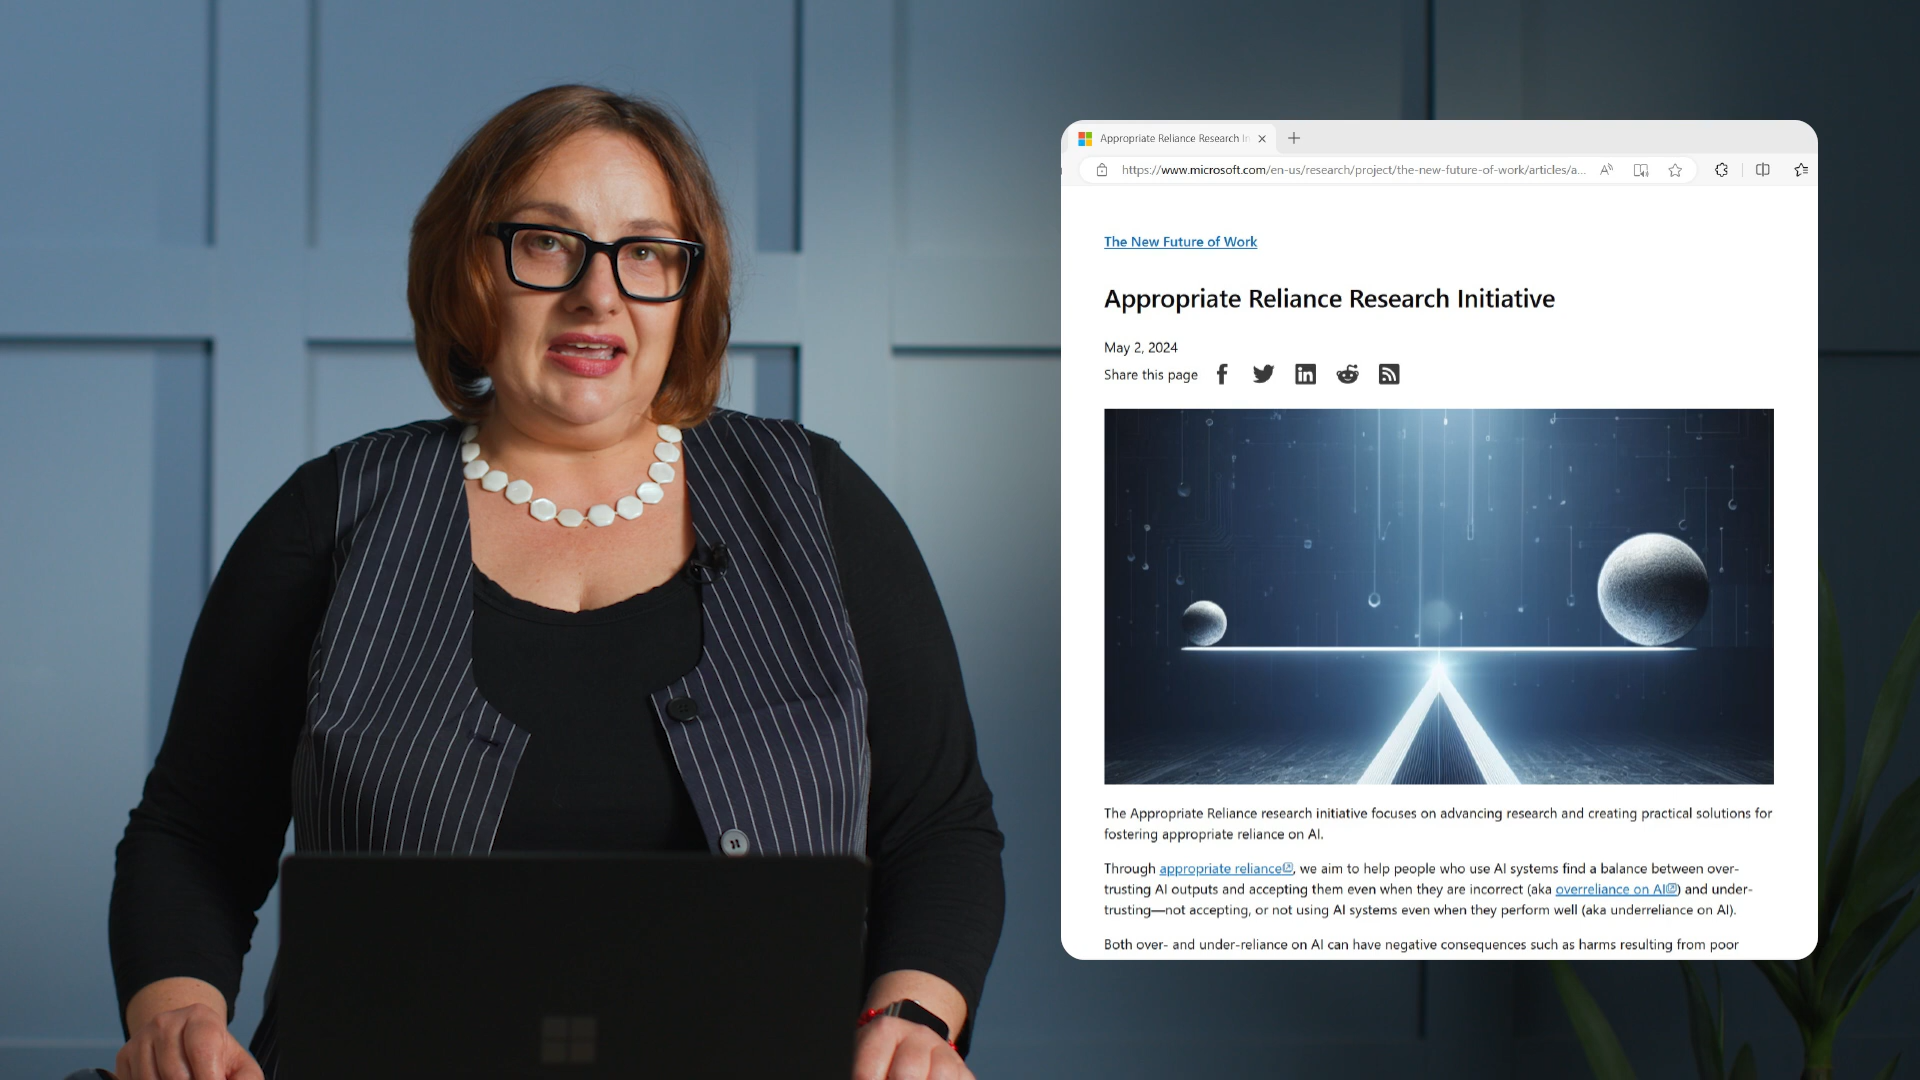 Appropriate Reliance Research In
https://www.microsoft.com/en-us/research/project/the-new-future-of-work/articles/a...
The New Future of Work
Appropriate Reliance Research Initiative
May 2, 2024
Share this page
The Appropriate Reliance research initiative focuses on advancing research and creating practical solutions for
fostering appropriate reliance on AI.
Through appropriate reliance, we aim to help people who use AI systems find a balance between over-
trusting AI outputs and accepting them even when they are incorrect (aka overreliance on AI) and under-
trusting—not accepting, or not using AI systems even when they perform well (aka underreliance on AI).
Both over- and under-reliance on AI can have negative consequences such as harms resulting from poor